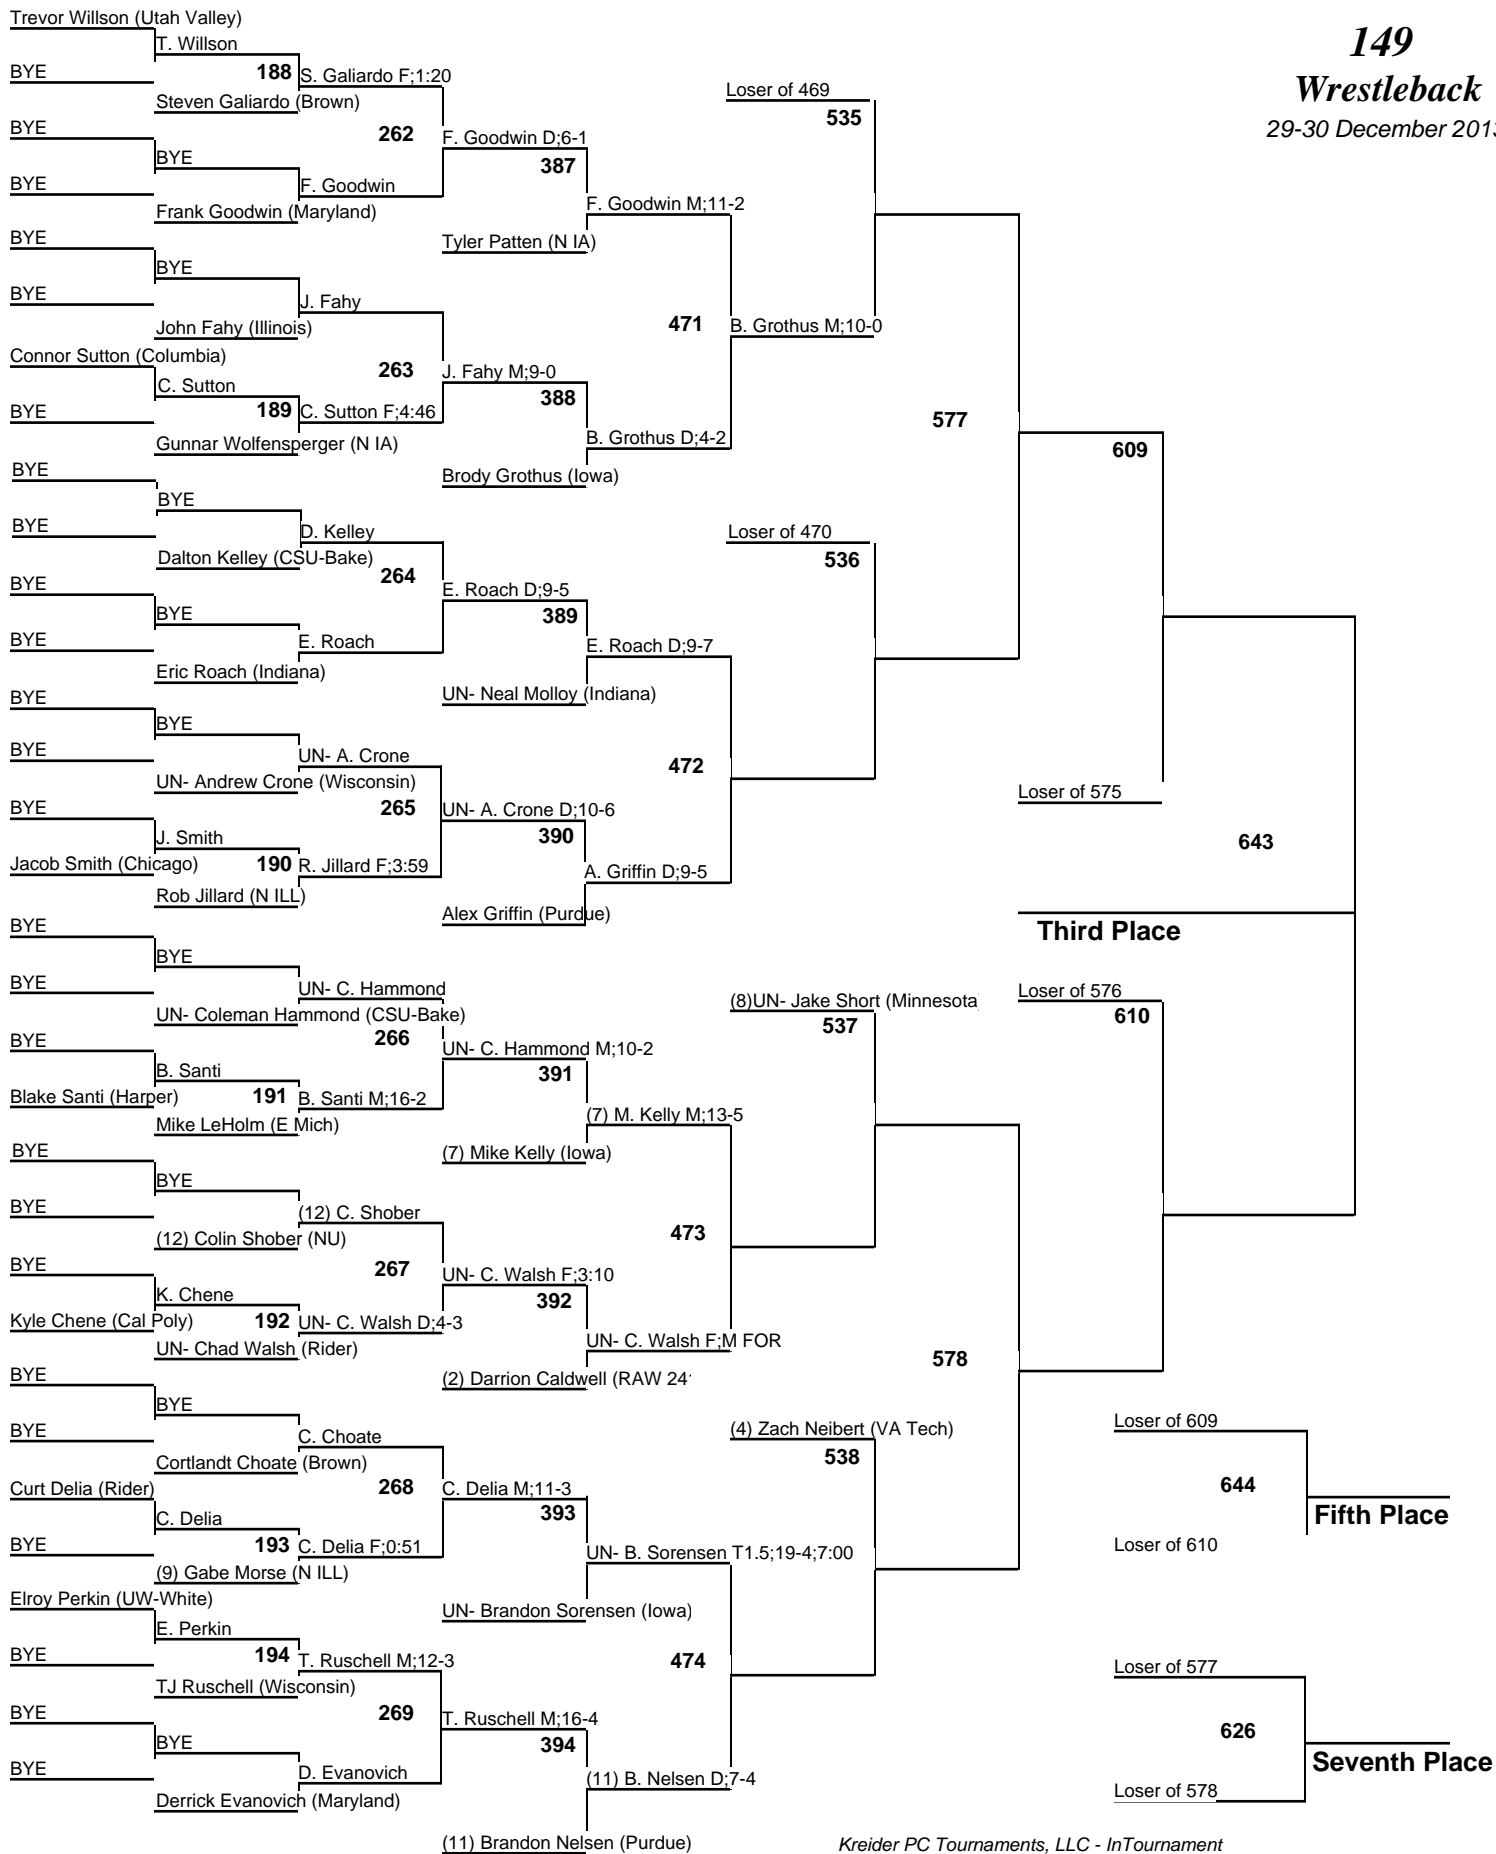 Trevor Willson (Utah Valley)
149
T. Willson
Wrestleback
BYE
188
S. Galiardo F;1:20
Loser of 469
Steven Galiardo (Brown)
535
29-30 December 201
BYE
262
F. Goodwin D;6-1
BYE
387
BYE
F. Goodwin
F. Goodwin M;11-2
Frank Goodwin (Maryland)
BYE
Tyler Patten (N IA)
BYE
BYE
J. Fahy
471
B. Grothus M;10-0
John Fahy (Illinois)
Connor Sutton (Columbia)
263
J. Fahy M;9-0
C. Sutton
388
BYE
189
C. Sutton F;4:46
577
Gunnar Wolfensperger (N IA)
B. Grothus D;4-2
609
BYE
Brody Grothus (Iowa)
BYE
BYE
D. Kelley
Loser of 470
Dalton Kelley (CSU-Bake)
536
264
BYE
E. Roach D;9-5
BYE
389
BYE
E. Roach
E. Roach D;9-7
Eric Roach (Indiana)
UN- Neal Molloy (Indiana)
BYE
BYE
BYE
UN- A. Crone
472
UN- Andrew Crone (Wisconsin)
Loser of 575
BYE
265
UN- A. Crone D;10-6
J. Smith
390
643
Jacob Smith (Chicago)
190
R. Jillard F;3:59
A. Griffin D;9-5
Rob Jillard (N ILL)
Alex Griffin (Purdue)
BYE
Third Place
BYE
BYE
UN- C. Hammond
(8)UN- Jake Short (Minnesota
Loser of 576
UN- Coleman Hammond (CSU-Bake)
537
610
BYE
266
UN- C. Hammond M;10-2
B. Santi
391
Blake Santi (Harper)
191
B. Santi M;16-2
(7) M. Kelly M;13-5
Mike LeHolm (E Mich)
BYE
(7) Mike Kelly (Iowa)
BYE
BYE
(12) C. Shober
473
(12) Colin Shober (NU)
BYE
267
UN- C. Walsh F;3:10
K. Chene
392
Kyle Chene (Cal Poly)
192
UN- C. Walsh D;4-3
UN- C. Walsh F;M FOR
UN- Chad Walsh (Rider)
578
BYE
(2) Darrion Caldwell (RAW 24
BYE
BYE
C. Choate
(4) Zach Neibert (VA Tech)
Loser of 609
Cortlandt Choate (Brown)
538
Curt Delia (Rider)
268
C. Delia M;11-3
644
C. Delia
393
Fifth Place
BYE
193
C. Delia F;0:51
UN- B. Sorensen T1.5;19-4;7:00
Loser of 610
(9) Gabe Morse (N ILL)
Elroy Perkin (UW-White)
UN- Brandon Sorensen (Iowa)
E. Perkin
BYE
194
T. Ruschell M;12-3
474
Loser of 577
TJ Ruschell (Wisconsin)
BYE
269
T. Ruschell M;16-4
626
BYE
394
Seventh Place
BYE
D. Evanovich
(11) B. Nelsen D;7-4
Loser of 578
Derrick Evanovich (Maryland)
(11) Brandon Nelsen (Purdue)
Kreider PC Tournaments, LLC - InTournament